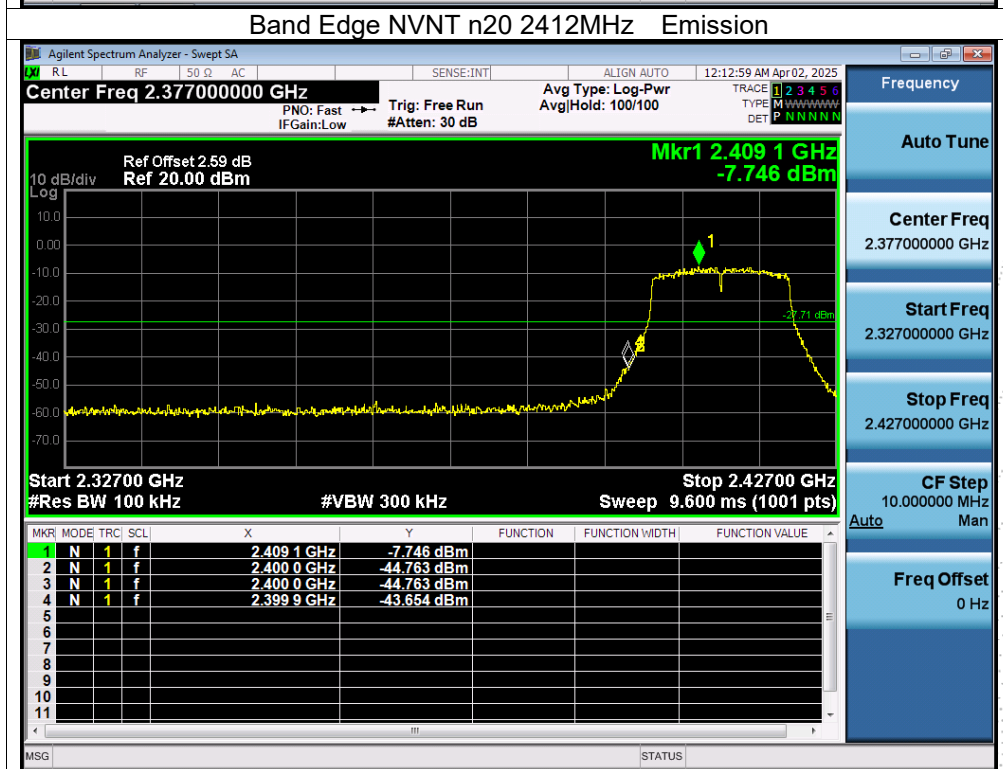 Band Edge NVNT n20 2412MHz Emission
Agilent Spectrum Analyzer - Swept SA
LXI RL RF 50 Ω AC SENSE:INT ALIGN AUTO 12:12:59 AM Apr 02, 2025
Center Freq 2.377000000 GHz
PNO: Fast
IFGain:Low
Trig: Free Run
#Atten: 30 dB
Avg Type: Log-Pwr
Avg|Hold: 100/100
TRACE 1 2 3 4 5 6
TYPE M WWWWW
DET P N N N N N
Mkr1 2.409 1 GHz
-7.746 dBm
Ref Offset 2.59 dB
10 dB/div Ref 20.00 dBm
Log
10.0
0.00
-10.0
-20.0
-30.0
-40.0
-50.0
-60.0
-70.0
1
-27.71 dBm
Start 2.32700 GHz Stop 2.42700 GHz
#Res BW 100 kHz #VBW 300 kHz Sweep 9.600 ms (1001 pts)
MKR MODE TRC SCL X Y FUNCTION FUNCTION WIDTH FUNCTION VALUE
1 N 1 f 2.409 1 GHz -7.746 dBm
2 N 1 f 2.400 0 GHz -44.763 dBm
3 N 1 f 2.400 0 GHz -44.763 dBm
4 N 1 f 2.399 9 GHz -43.654 dBm
5
6
7
8
9
10
11
MSG STATUS
Frequency
Auto Tune
Center Freq
2.377000000 GHz
Start Freq
2.327000000 GHz
Stop Freq
2.427000000 GHz
CF Step
10.000000 MHz
Auto Man
Freq Offset
0 Hz